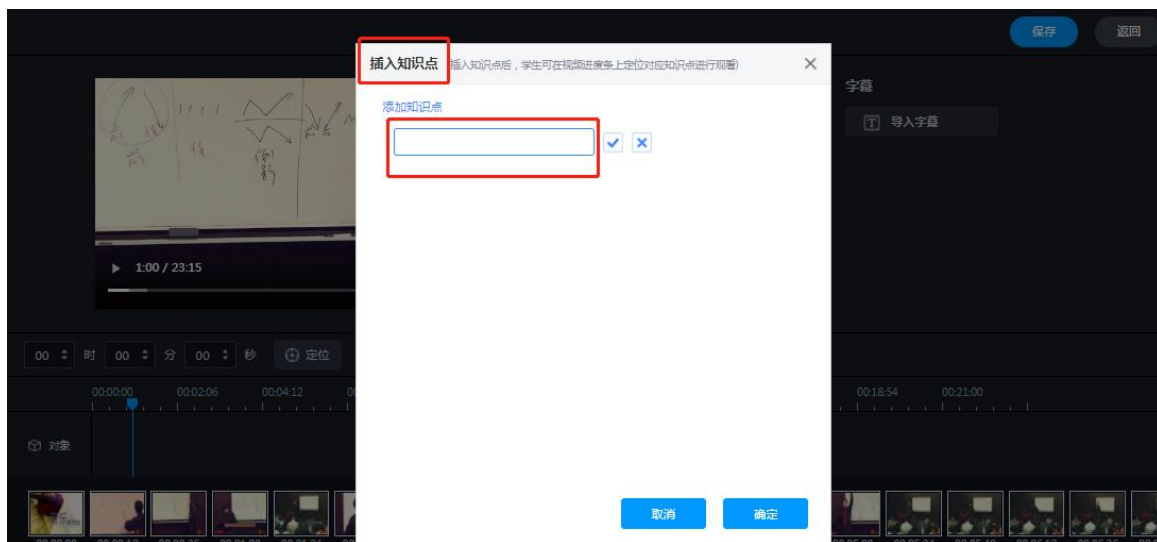 保存
返回
插入知识点
(插入知识点后，学生可在视频进度条上定位对应知识点进行观看)
字幕
添加知识点
导入字幕
1:00 / 23:15
00 时 00 分 00 秒 定位
00:00:00 00:02:06 00:04:12 00:18:54 00:21:00
对象
取消
确定